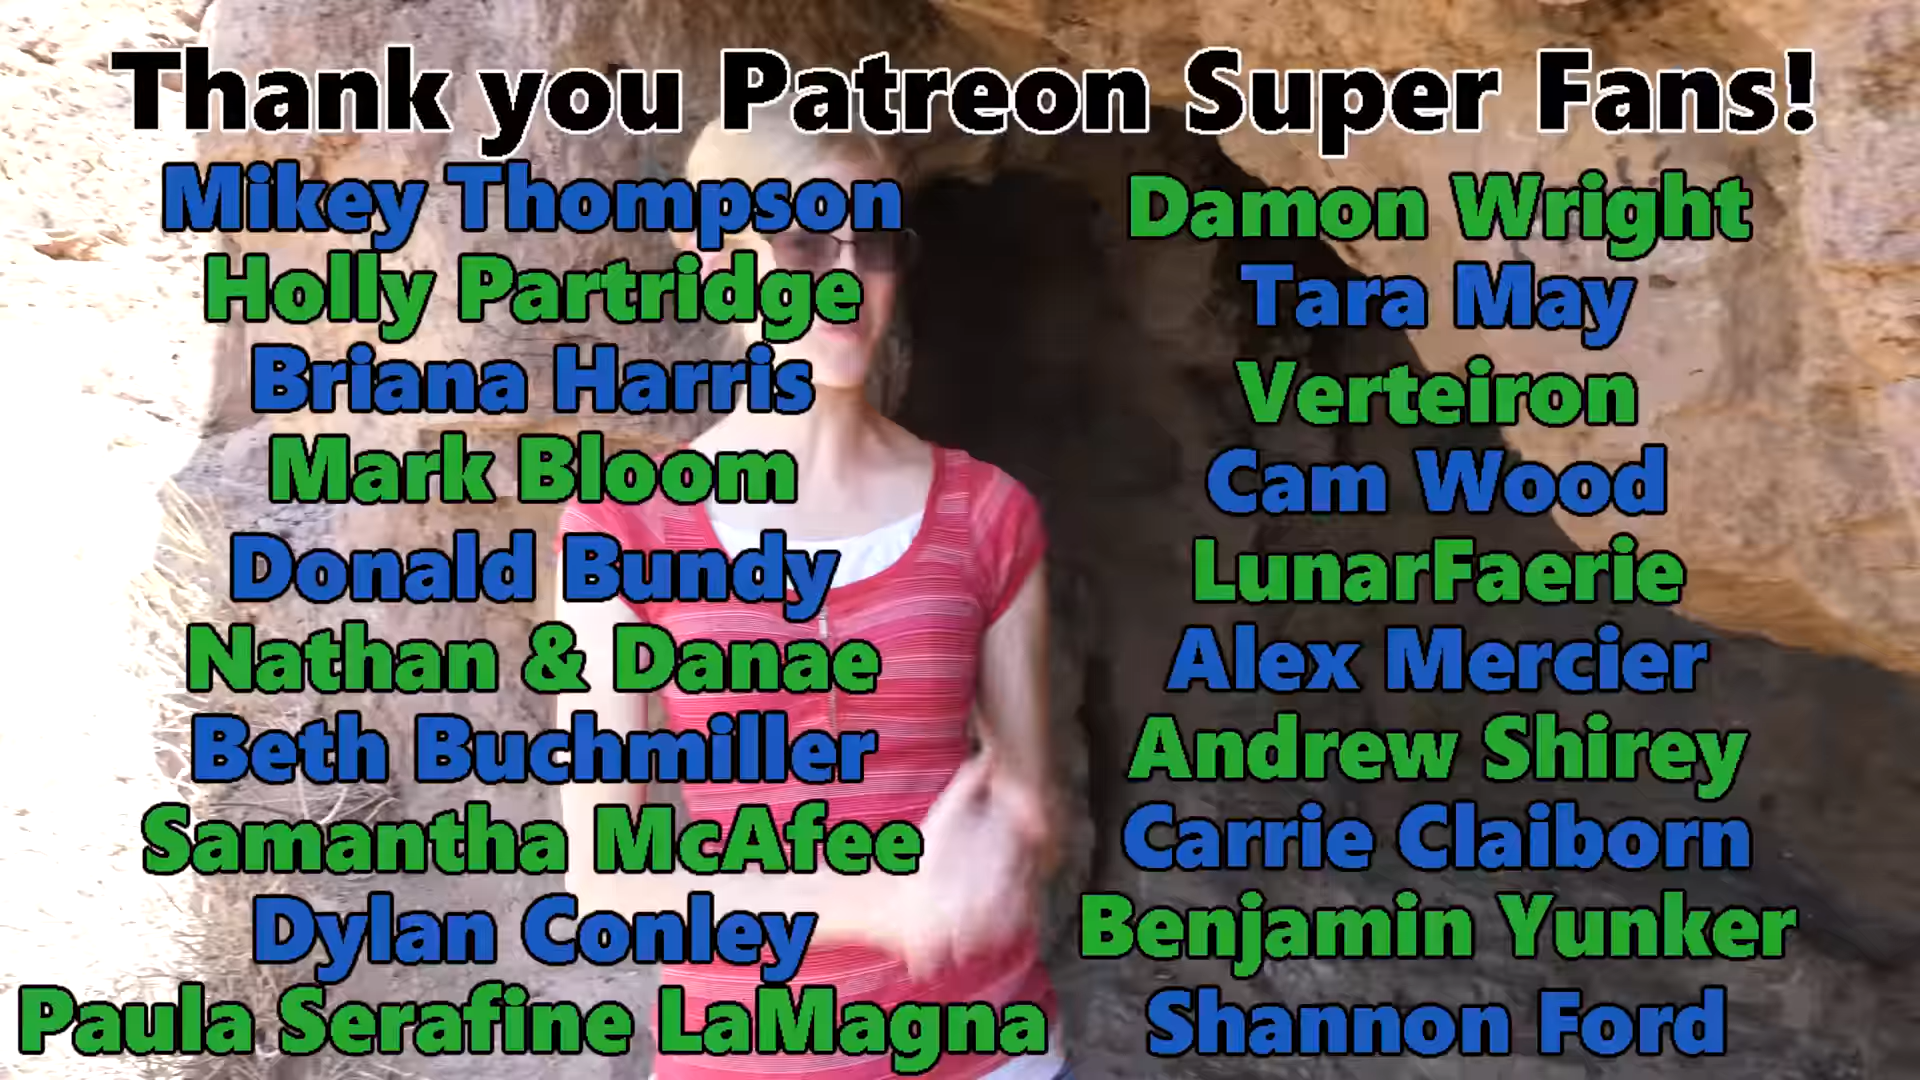 Thank you Patreon Super Fans!
Mikey Thompson
Holly Partridge
Briana Harris
Mark Bloom
Donald Bundy
Nathan & Danae
Beth Buchmiller
Samantha McAfee
Dylan Conley
Paula Serafine LaMagna
Damon Wright
Tara May
Verteiron
Cam Wood
LunarFaerie
Alex Mercier
Andrew Shirey
Carrie Claiborn
Benjamin Yunker
Shannon Ford